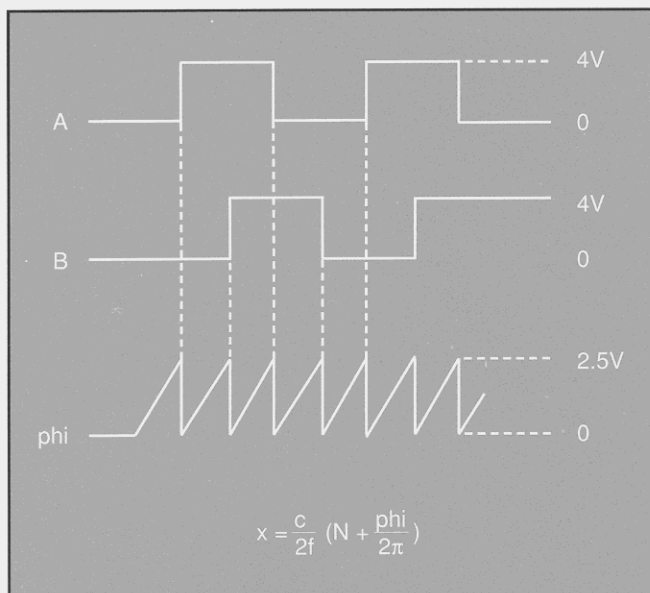 4V
A 0
4V
B 0
2.5V
phi 0
x = c/2f (N + phi/2π)